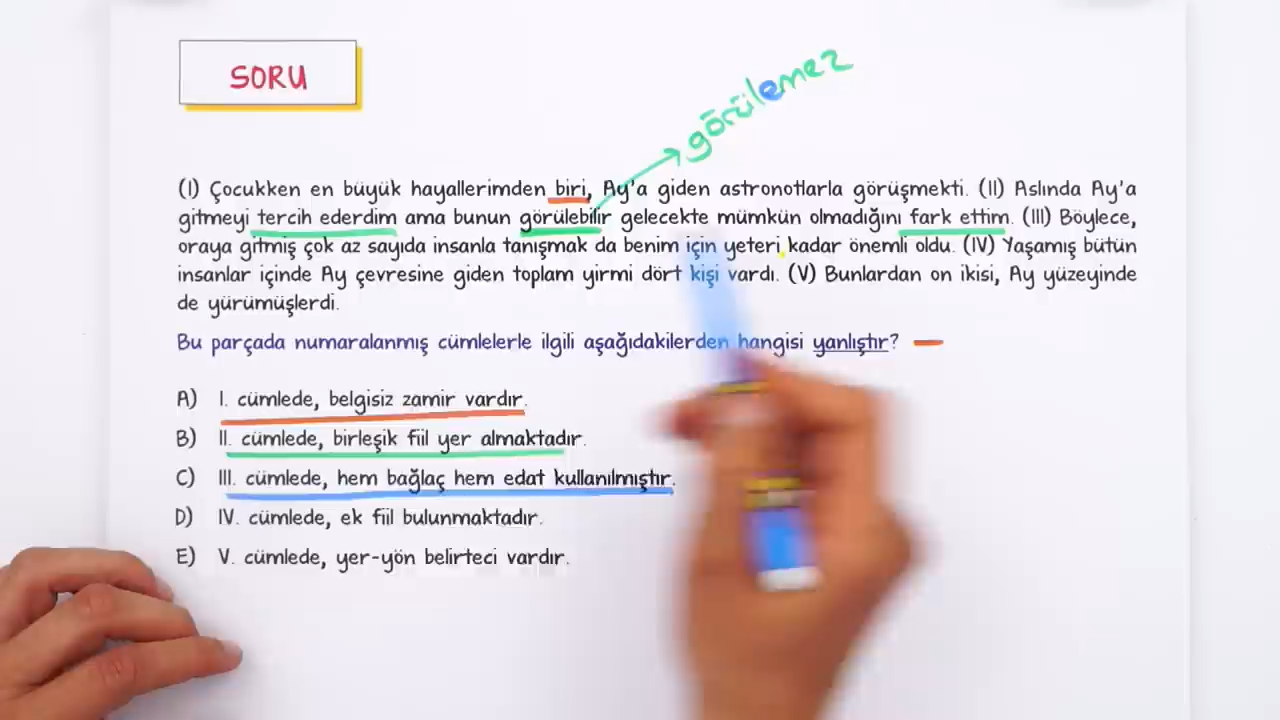 SORU
görülemez
(I) Çocukken en büyük hayallerimden biri, Ay'a giden astronotlarla görüşmekti. (II) Aslında Ay'a
gitmeyi tercih ederdim ama bunun görülebilir gelecekte mümkün olmadığını fark ettim. (III) Böylece,
oraya gitmiş çok az sayıda insanla tanışmak da benim için yeteri kadar önemli oldu. (IV) Yaşamış bütün
insanlar içinde Ay çevresine giden toplam yirmi dört kişi vardı. (V) Bunlardan on ikisi, Ay yüzeyinde
de yürümüşlerdi.
Bu parçada numaralanmış cümlelerle ilgili aşağıdakilerden hangisi yanlıştır?
A) I. cümlede, belgisiz zamir vardır.
B) II. cümlede, birleşik fiil yer almaktadır.
C) III. cümlede, hem bağlaç hem edat kullanılmıştır.
D) IV. cümlede, ek fiil bulunmaktadır.
E) V. cümlede, yer-yön belirteci vardır.